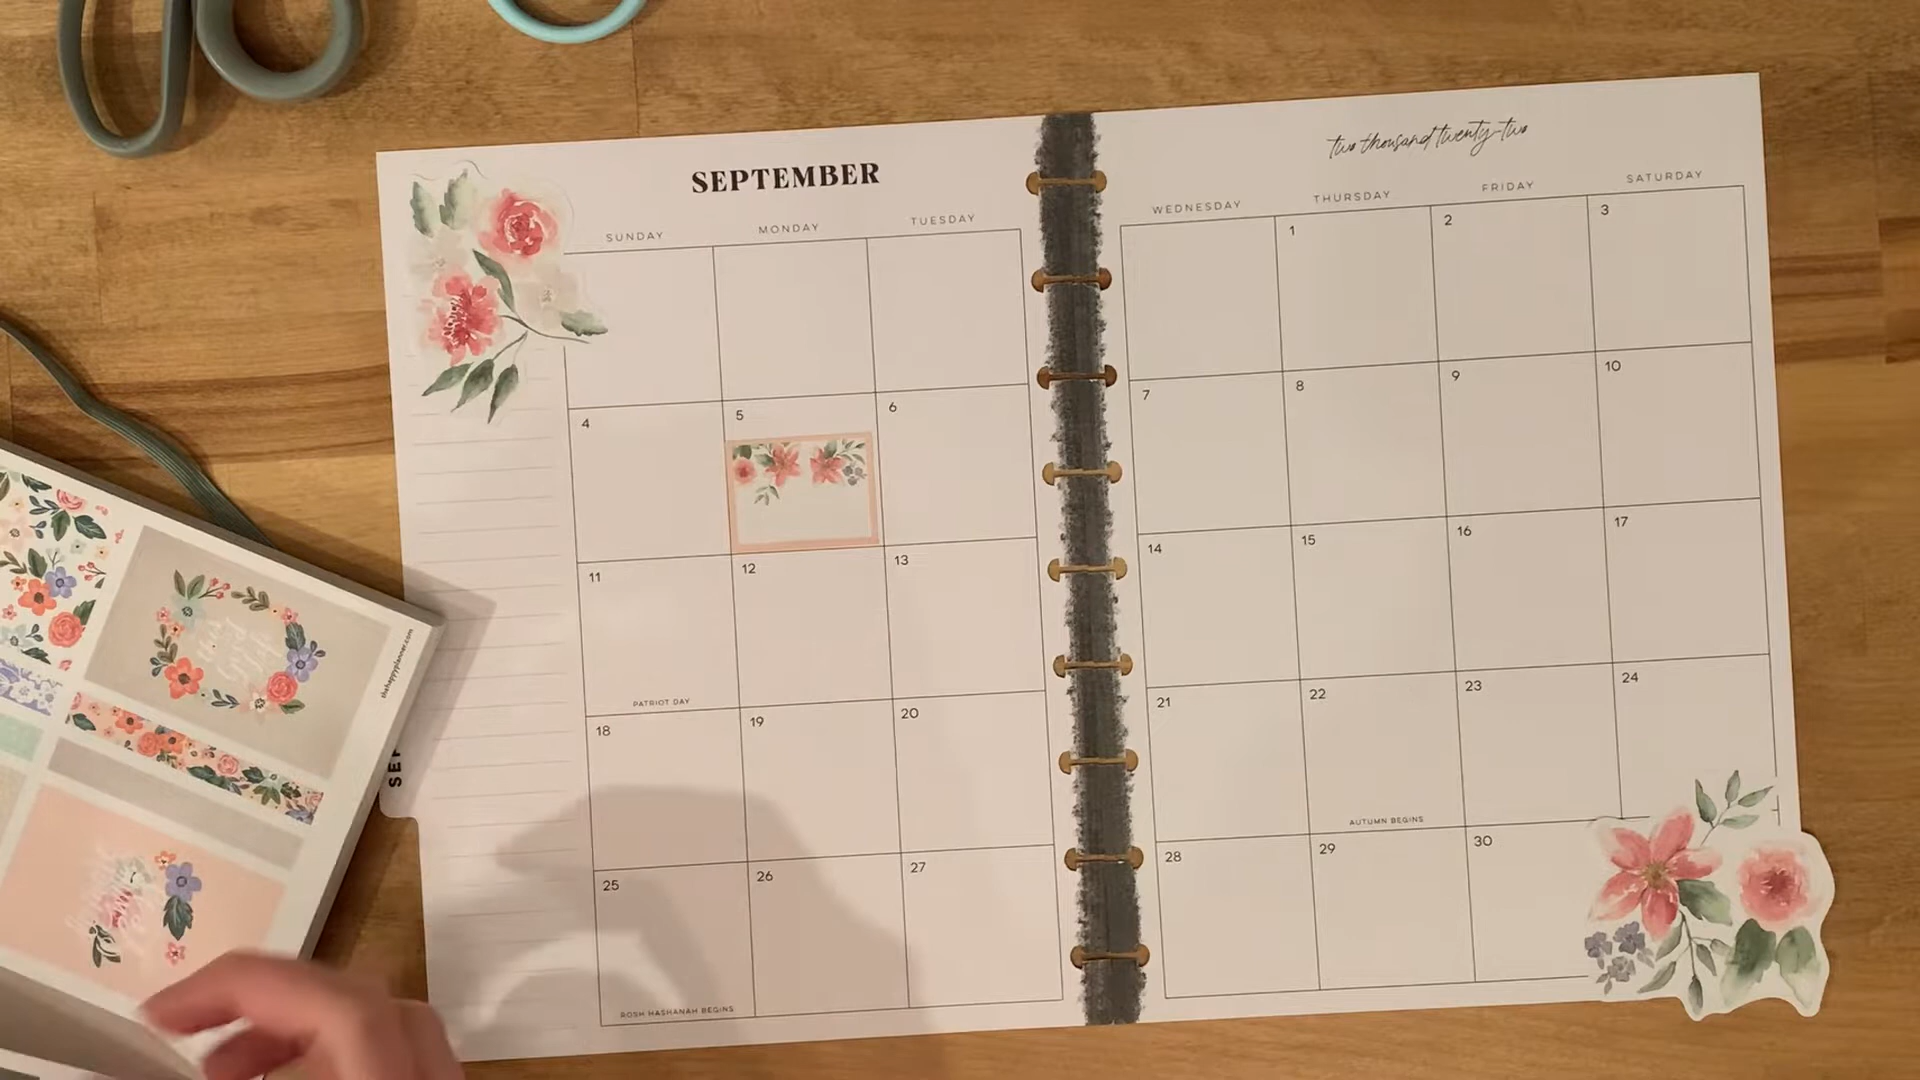 SEPTEMBER
two thousand twenty-two
SUNDAY MONDAY TUESDAY WEDNESDAY THURSDAY FRIDAY SATURDAY
1 2 3
4 5 6 7 8 9 10
11 12 13 14 15 16 17
PATRIOT DAY
18 19 20 21 22 23 24
AUTUMN BEGINS
25 26 27 28 29 30
ROSH HASHANAH BEGINS
thehappyplanner.com